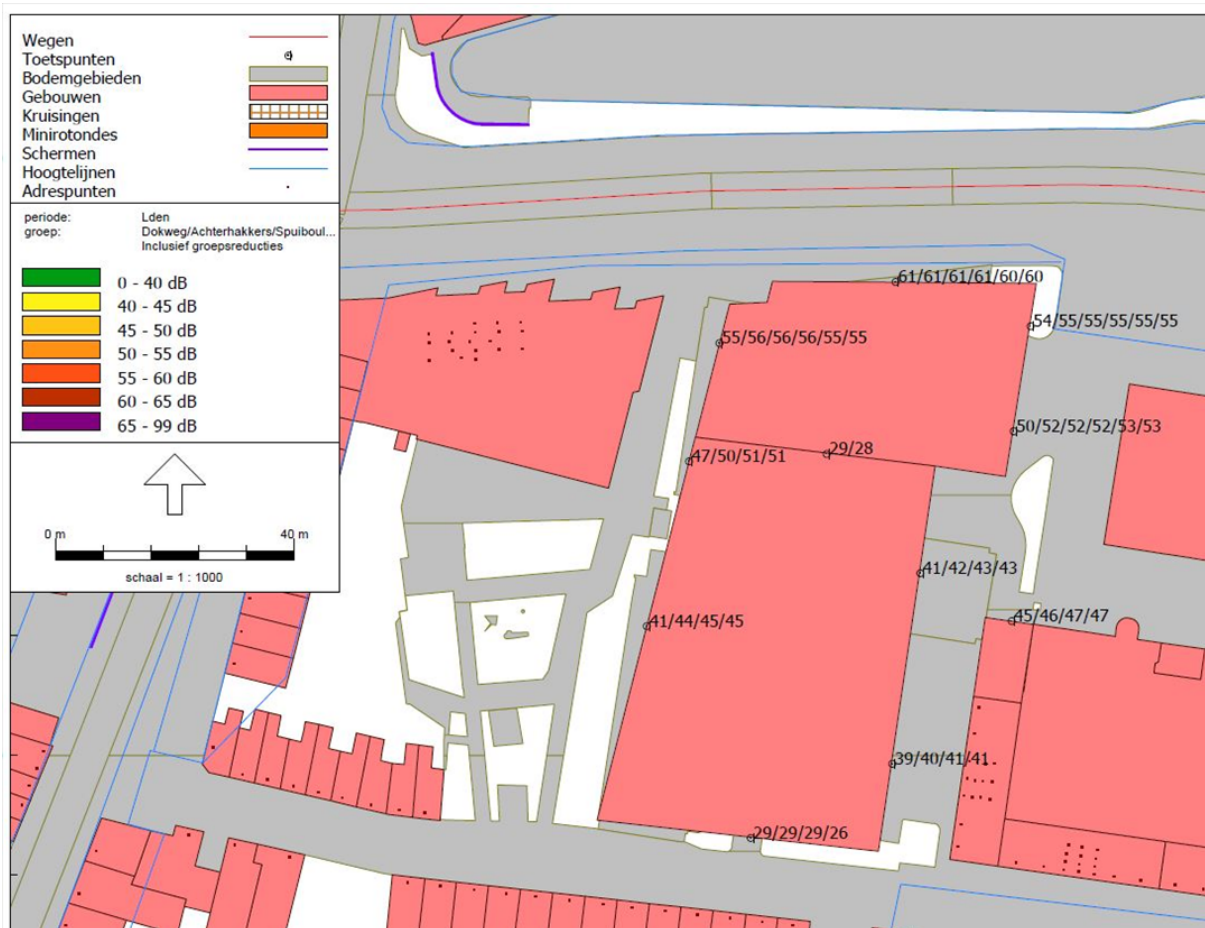 Wegen
Toetspunten
Bodemgebieden
Gebouwen
Kruisingen
Minirotondes
Schermen
Hoogtelijnen
Adrespunten
periode: Lden
groep: Dokweg/Achterhakkers/Spuiboul...
Inclusief groepsreducties
0 - 40 dB
40 - 45 dB
45 - 50 dB
50 - 55 dB
55 - 60 dB
60 - 65 dB
65 - 99 dB
0 m 40 m
schaal = 1 : 1000
61/61/61/61/60/60
54/55/55/55/55/55
55/56/56/56/55/55
50/52/52/52/53/53
29/28
47/50/51/51
41/42/43/43
45/46/47/47
41/44/45/45
39/40/41/41
29/29/29/26